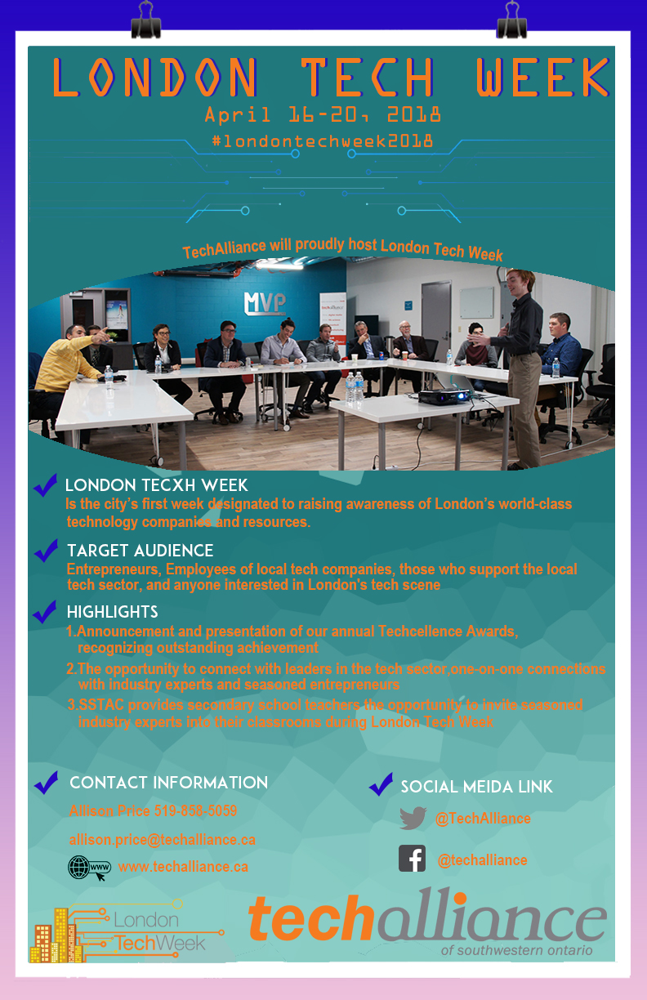 LONDON TECH WEEK
April 16-20, 2018
#londontechweek2018
TechAlliance will proudly host London Tech Week
MVP
techalliance
LONDON TECXH WEEK
Is the city's first week designated to raising awareness of London's world-class
technology companies and resources.
TARGET AUDIENCE
Entrepreneurs, Employees of local tech companies, those who support the local
tech sector, and anyone interested in London's tech scene
HIGHLIGHTS
1.Announcement and presentation of our annual Techcellence Awards,
recognizing outstanding achievement
2.The opportunity to connect with leaders in the tech sector,one-on-one connections
with industry experts and seasoned entrepreneurs
3.SSTAC provides secondary school teachers the opportunity to invite seasoned
industry experts into their classrooms during London Tech Week
CONTACT INFORMATION
Allison Price 519-858-5059
allison.price@techalliance.ca
www
www.techalliance.ca
SOCIAL MEIDA LINK
@TechAlliance
@techalliance
London
TechWeek
techalliance
of southwestern ontario